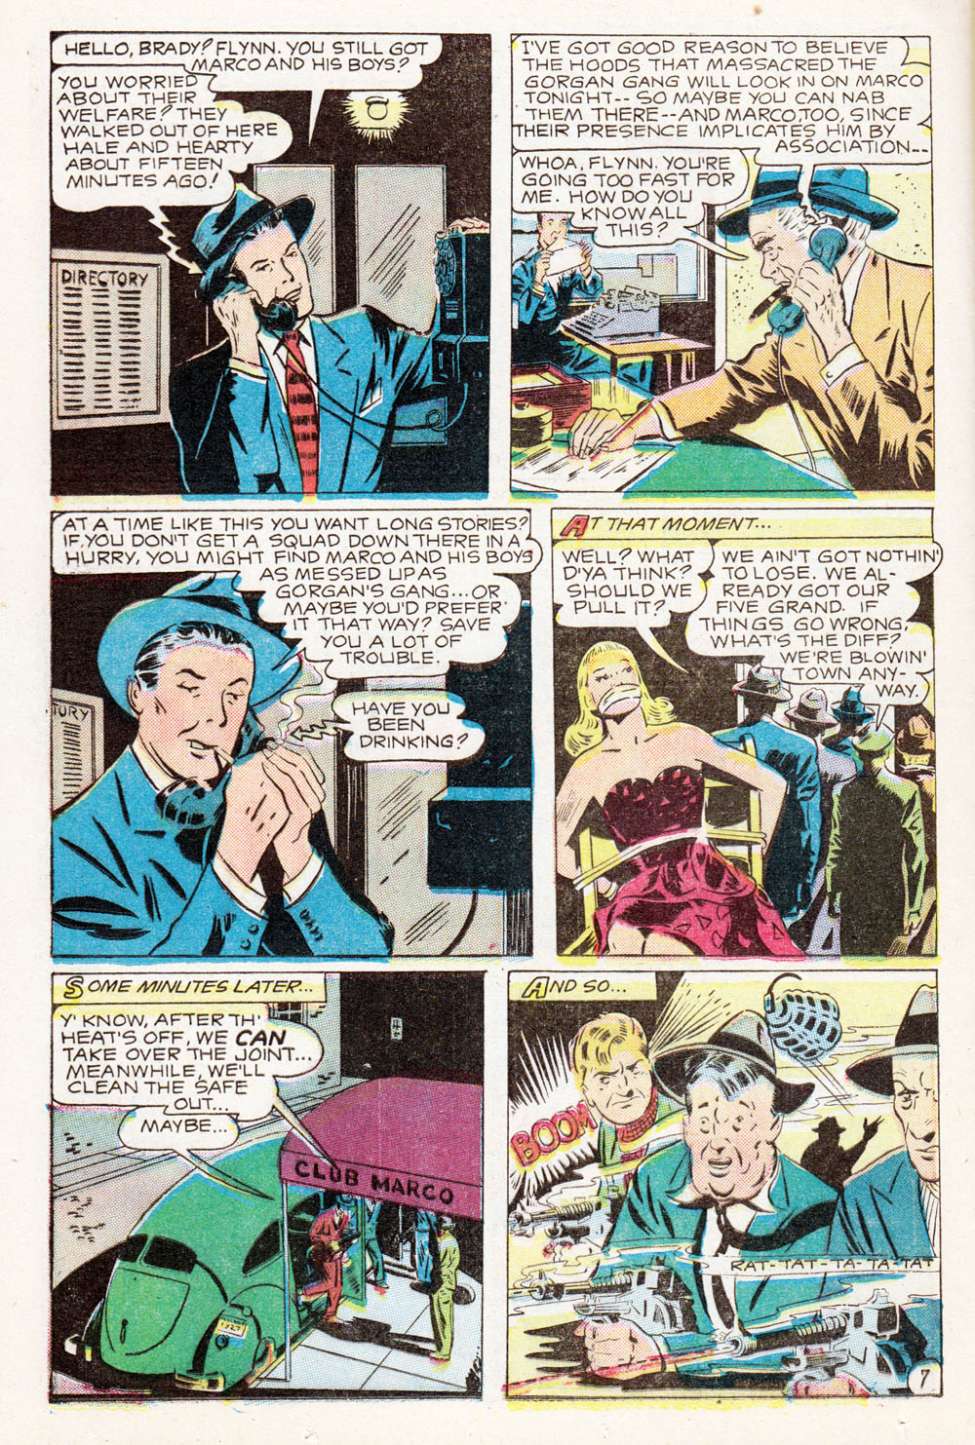 HELLO, BRADY? FLYNN. YOU STILL GOT
MARCO AND HIS BOYS?
YOU WORRIED
ABOUT THEIR
WELFARE? THEY
WALKED OUT OF HERE
HALE AND HEARTY
ABOUT FIFTEEN
MINUTES AGO!
DIRECTORY
I'VE GOT GOOD REASON TO BELIEVE
THE HOODS THAT MASSACRED THE
GORGAN GANG WILL LOOK IN ON MARCO
TONIGHT-- SO MAYBE YOU CAN NAB
THEM THERE--AND MARCO, TOO, SINCE
THEIR PRESENCE IMPLICATES HIM BY
ASSOCIATION--
WHOA, FLYNN. YOU'RE
GOING TOO FAST FOR
ME. HOW DO YOU
KNOW ALL
THIS?
AT A TIME LIKE THIS YOU WANT LONG STORIES?
IF YOU DON'T GET A SQUAD DOWN THERE IN A
HURRY, YOU MIGHT FIND MARCO AND HIS BOYS
AS MESSED UP AS
GORGAN'S GANG...OR
MAYBE YOU'D PREFER
IT THAT WAY? SAVE
YOU A LOT OF
TROUBLE.
HAVE YOU
BEEN
DRINKING?
TORY
AT THAT MOMENT...
WELL? WHAT
D'YA THINK?
SHOULD WE
PULL IT?
WE AIN'T GOT NOTHIN'
TO LOSE. WE AL-
READY GOT OUR
FIVE GRAND. IF
THINGS GO WRONG,
WHAT'S THE DIFF?
WE'RE BLOWIN'
TOWN ANY-
WAY.
SOME MINUTES LATER...
Y' KNOW, AFTER TH'
HEAT'S OFF, WE CAN
TAKE OVER THE JOINT...
MEANWHILE, WE'LL
CLEAN THE SAFE
OUT...
MAYBE...
CLUB MARCO
AND SO...
BOOM
RAT-TAT-TA-TA-TAT
7